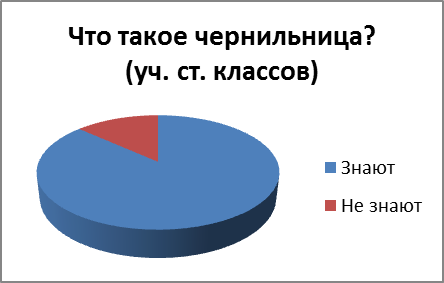 Что такое чернильница?
(уч. ст. классов)
Знают
Не знают